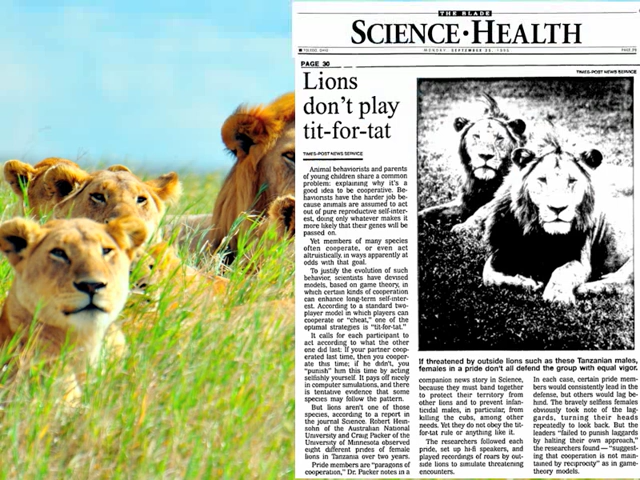 THE BLADE
SCIENCE•HEALTH
TOLEDO, OHIO
MONDAY, SEPTEMBER
PAGE
PAGE 30
TIMES-POST NEWS SERVICE
Lions
don't play
tit-for-tat
TIMES-POST NEWS SERVICE
Animal behaviorists and parents
of young children share a common
problem: explaining why it's a
good idea to be cooperative. Be-
haviorists have the harder job be-
cause animals are assumed to act
out of pure reproductive self-inter-
est, doing only whatever makes it
more likely that their genes will be
passed on.
Yet members of many species
often cooperate, or even act
altruistically, in ways apparently at
odds with that goal.
To justify the evolution of such
behavior, scientists have devised
models, based on game theory, in
which certain kinds of cooperation
can enhance long-term self-inter-
est. According to a standard two-
player model in which players can
cooperate or "cheat," one of the
optimal strategies is "tit-for-tat."
It calls for each participant to
act according to what the other
one did last: If your partner coop-
erated last time, then you cooper-
ate this time; if he didn't, you
"punish" him this time by acting
selfishly yourself. It pays off nicely
in computer simulations, and there
is tentative evidence that some
species may follow the pattern.
But lions aren't one of those
species, according to a report in
the journal Science. Robert Hein-
sohn of the Australian National
University and Craig Packer of the
University of Minnesota observed
eight different prides of female
lions in Tanzania over two years.
Pride members are "paragons of
cooperation," Dr. Packer notes in a
If threatened by outside lions such as these Tanzanian males,
females in a pride don't all defend the group with equal vigor.
companion news story in Science,
because they must band together
to protect their territory from
other lions and to prevent infan-
ticidal males, in particular, from
killing the cubs, among other
needs. Yet they do not obey the tit-
for-tat rule or anything like it.
The researchers followed each
pride, set up hi-fi speakers, and
played recordings of roars by out-
side lions to simulate threatening
encounters.
In each case, certain pride mem-
bers would consistently lead in the
defense, but others would lag be-
hind. The bravely selfless females
obviously took note of the lag-
gards, turning their heads
repeatedly to look back. But the
leaders "failed to punish laggards
by halting their own approach,"
the researchers found — "suggest-
ing that cooperation is not main-
tained by reciprocity" as in game-
theory models.